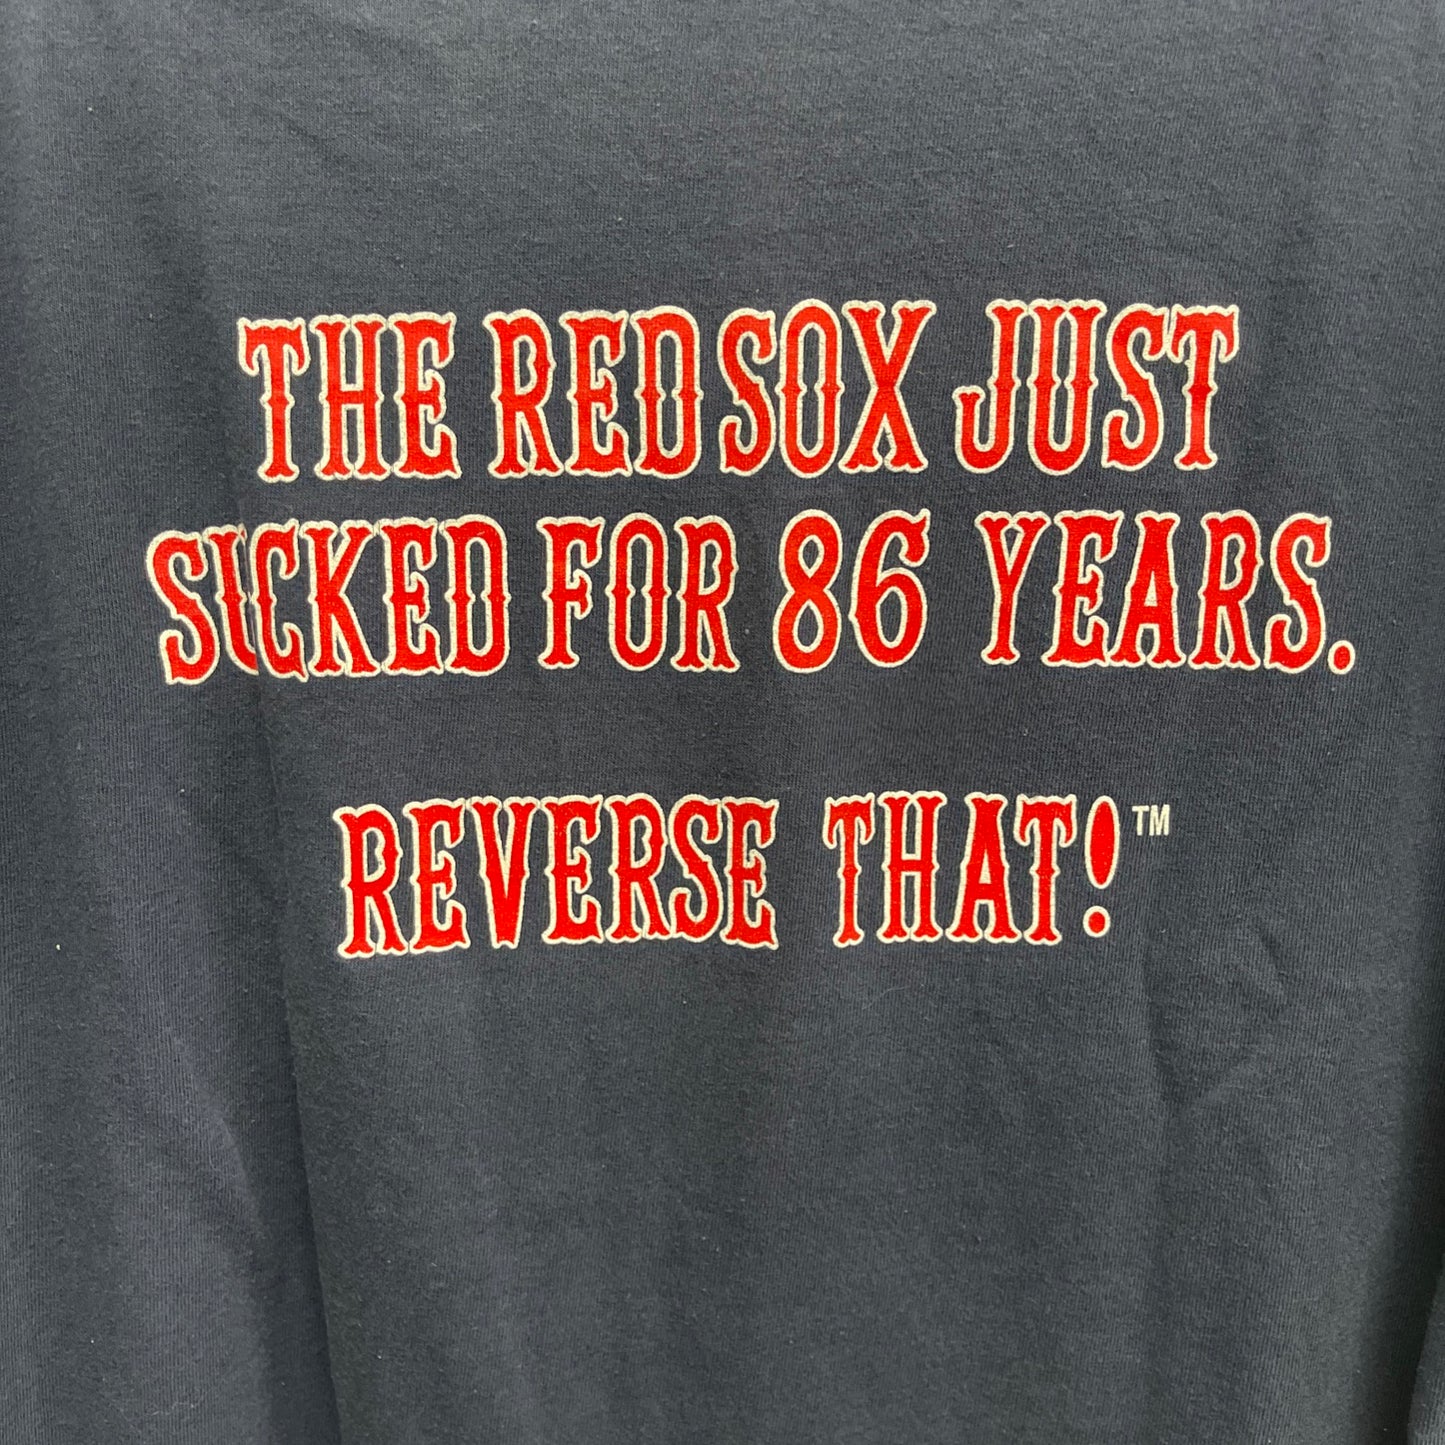 THE RED SOX JUST
SUCKED FOR 86 YEARS.
REVERSE THAT!™